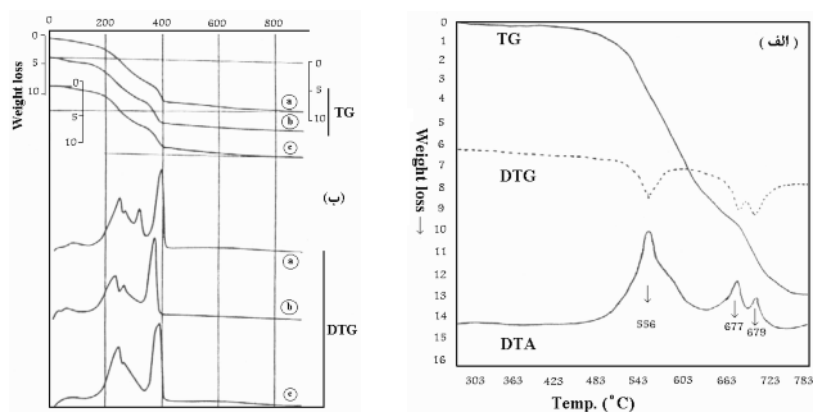 0 200 400 600 800
0
5
10
Weight loss
0
5
10
0
5
10
TG
a
b
c
(ب)
a
b
c
DTG
0
1
2
3
4
5
6
7
8
9
10
11
12
13
14
15
16
Weight loss →
TG
( الف )
DTG
556
677
679
DTA
303 363 423 483 543 603 663 723 783
Temp. (˚C)